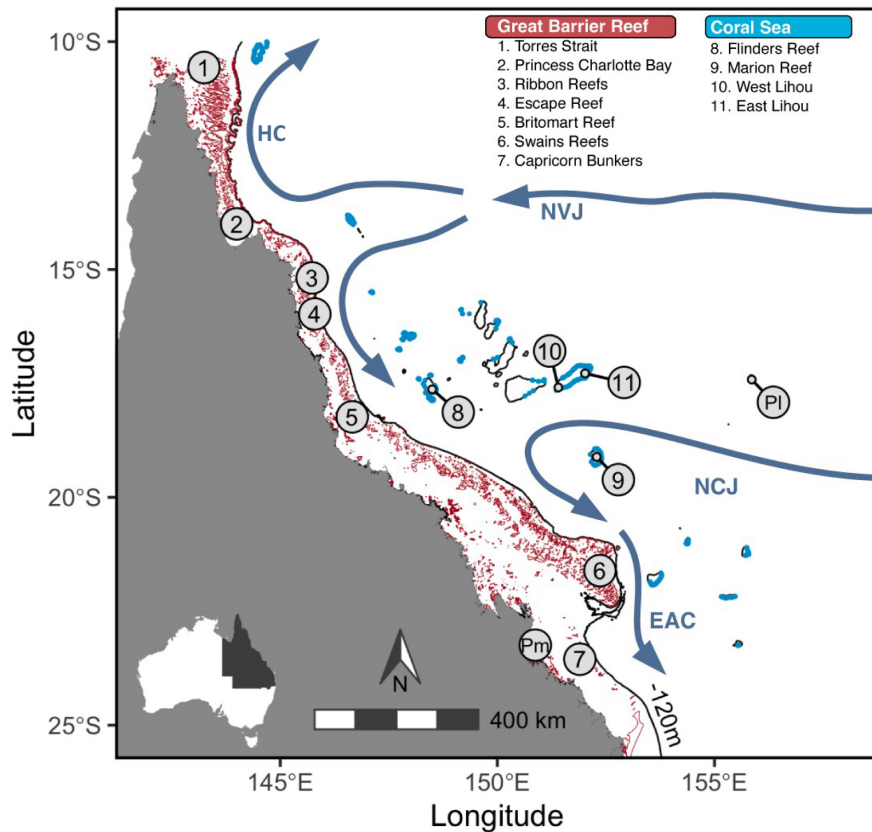 Great Barrier Reef
1. Torres Strait
2. Princess Charlotte Bay
3. Ribbon Reefs
4. Escape Reef
5. Britomart Reef
6. Swains Reefs
7. Capricorn Bunkers
Coral Sea
8. Flinders Reef
9. Marion Reef
10. West Lihou
11. East Lihou
10°S
15°S
20°S
25°S
Latitude
1
HC
NVJ
2
3
4
10
11
8
PI
5
9
NCJ
6
EAC
Pm
7
N
400 km
-120m
145°E
150°E
155°E
Longitude